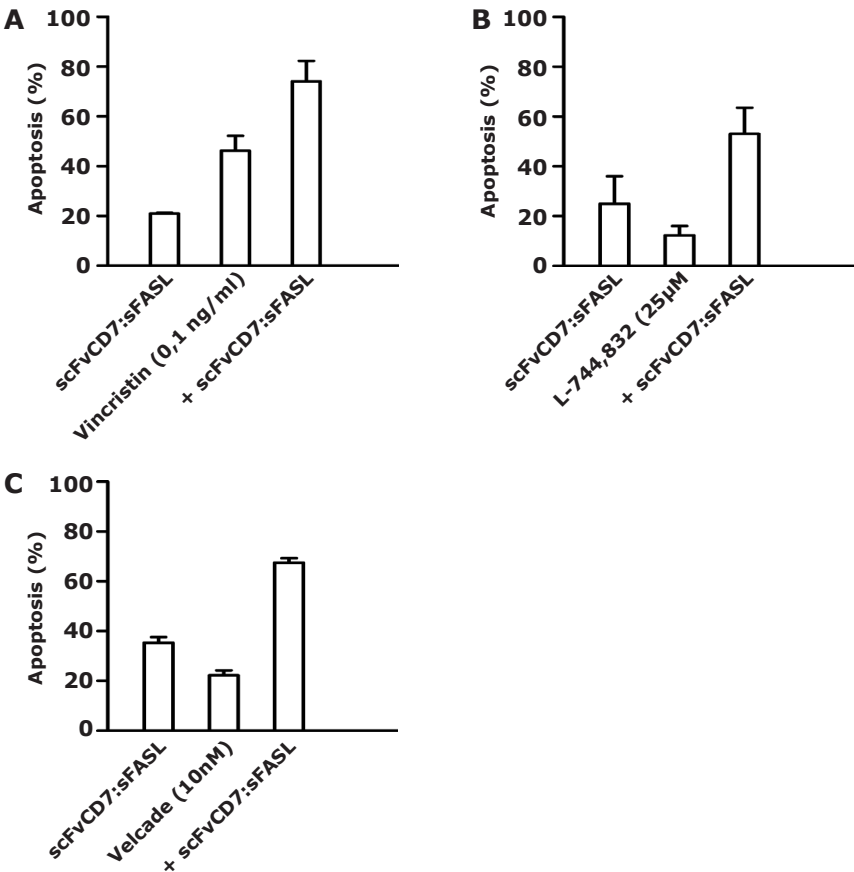 A
100
80
60
40
20
0
Apoptosis (%)
scFvCD7:sFASL
Vincristin (0,1 ng/ml)
+ scFvCD7:sFASL
B
100
80
60
40
20
0
Apoptosis (%)
scFvCD7:sFASL
L-744,832 (25µM
+ scFvCD7:sFASL
C
100
80
60
40
20
0
Apoptosis (%)
scFvCD7:sFASL
Velcade (10nM)
+ scFvCD7:sFASL